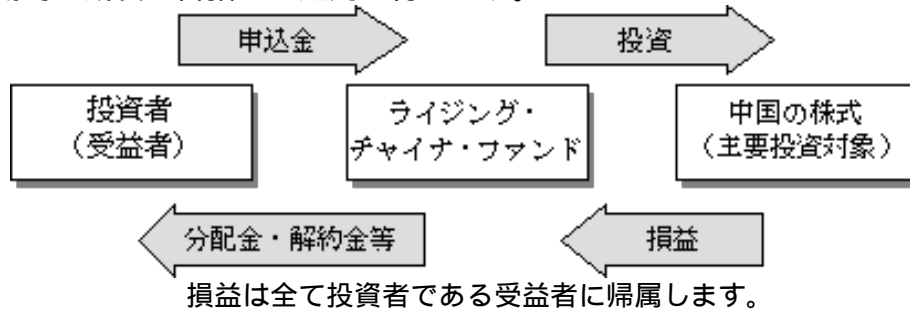 申込金
投資
投資者
（受益者）
ライジング・
チャイナ・ファンド
中国の株式
（主要投資対象）
分配金・解約金等
損益
損益は全て投資者である受益者に帰属します。